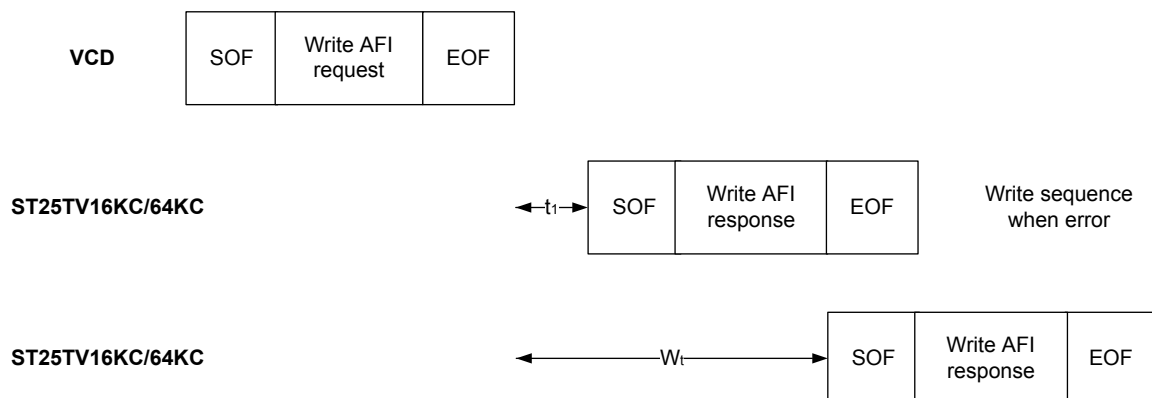 VCD
SOF
Write AFI
request
EOF
ST25TV16KC/64KC
t1
SOF
Write AFI
response
EOF
Write sequence
when error
ST25TV16KC/64KC
Wt
SOF
Write AFI
response
EOF